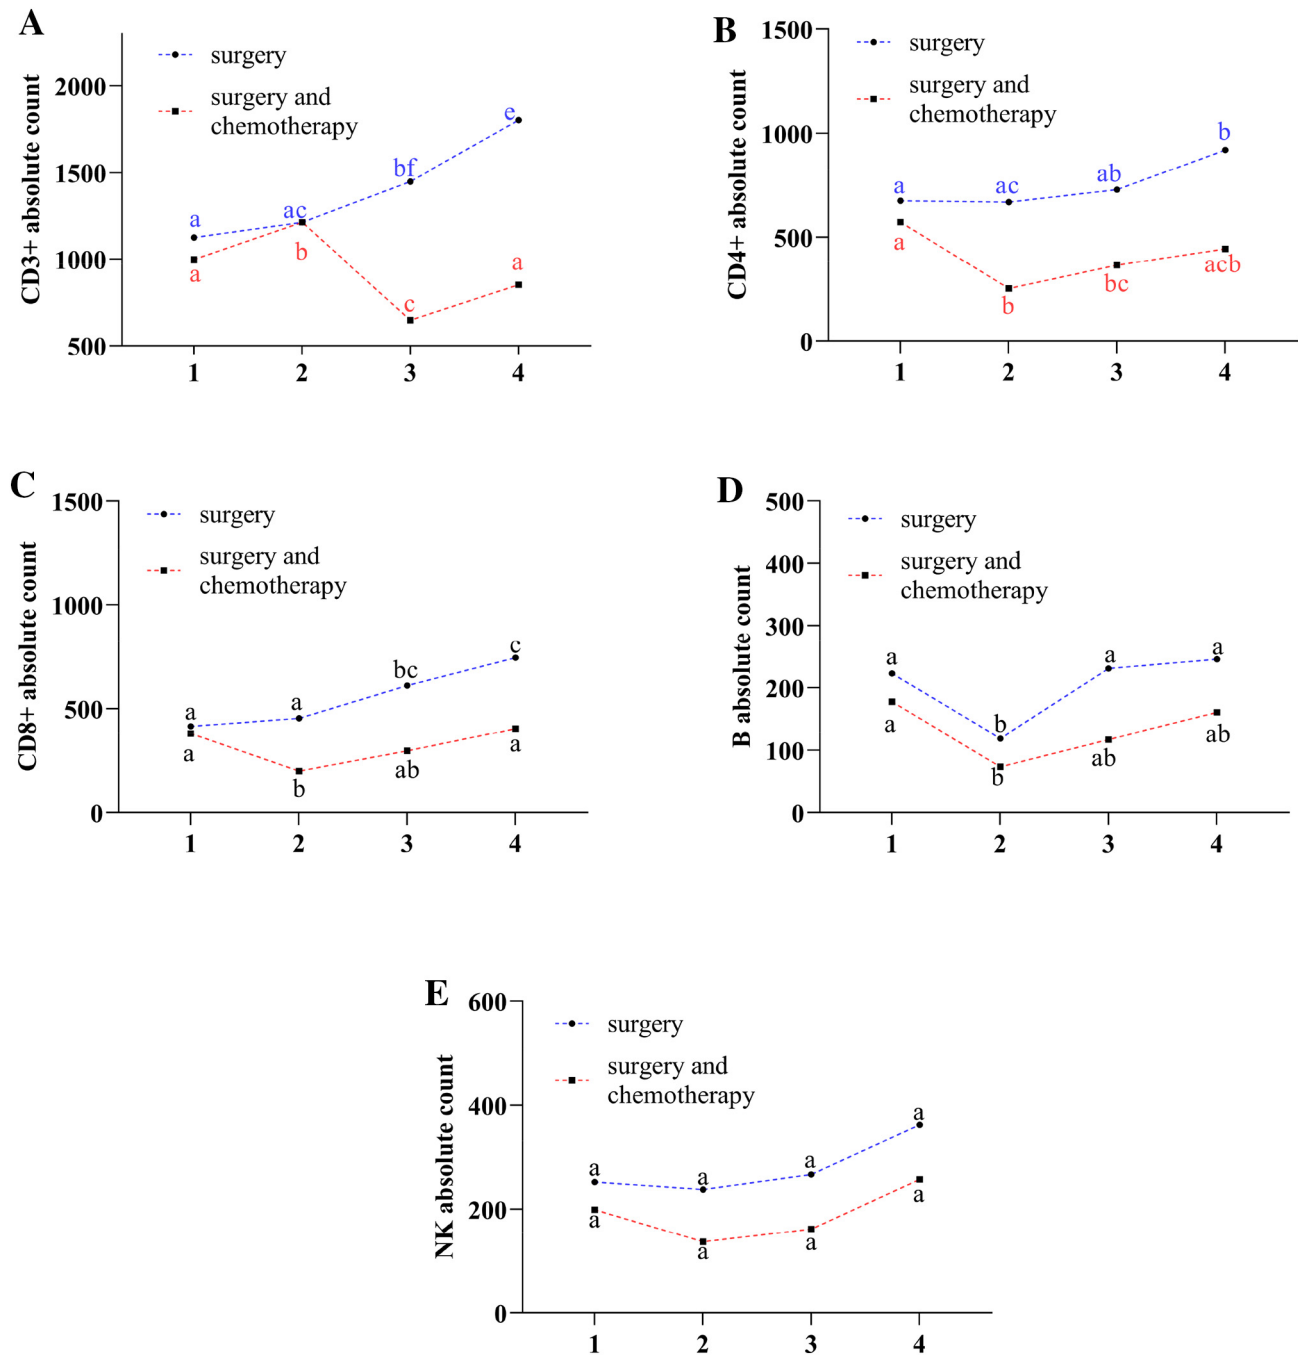 A
CD3+ absolute count
2000
1500
1000
500
surgery
surgery and
chemotherapy
a
ac
bf
e
a
b
c
a
1 2 3 4
B
CD4+ absolute count
1500
1000
500
0
surgery
surgery and
chemotherapy
a
ac
ab
b
a
b
bc
acb
1 2 3 4
C
CD8+ absolute count
1500
1000
500
0
surgery
surgery and
chemotherapy
a
a
bc
c
a
b
ab
a
1 2 3 4
D
B absolute count
500
400
300
200
100
0
surgery
surgery and
chemotherapy
a
b
a
a
a
b
ab
ab
1 2 3 4
E
NK absolute count
600
400
200
0
surgery
surgery and
chemotherapy
a
a
a
a
a
a
a
a
1 2 3 4